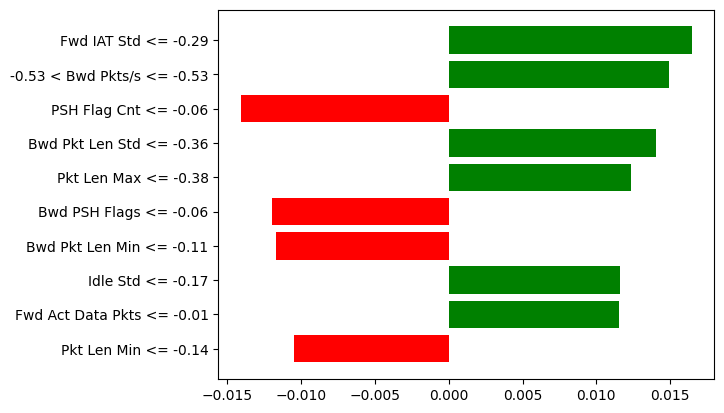 Fwd IAT Std <= -0.29
-0.53 < Bwd Pkts/s <= -0.53
PSH Flag Cnt <= -0.06
Bwd Pkt Len Std <= -0.36
Pkt Len Max <= -0.38
Bwd PSH Flags <= -0.06
Bwd Pkt Len Min <= -0.11
Idle Std <= -0.17
Fwd Act Data Pkts <= -0.01
Pkt Len Min <= -0.14
−0.015 −0.010 −0.005 0.000 0.005 0.010 0.015